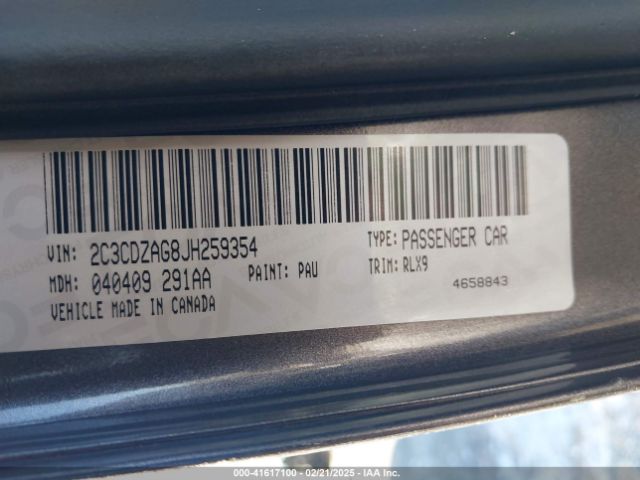 VIN: 2C3CDZAG8JH259354
TYPE: PASSENGER CAR
MDH: 040409 291AA
PAINT: PAU
TRIM: RLX9
VEHICLE MADE IN CANADA
4658843
000-41617100 - 02/21/2025 - IAA Inc.